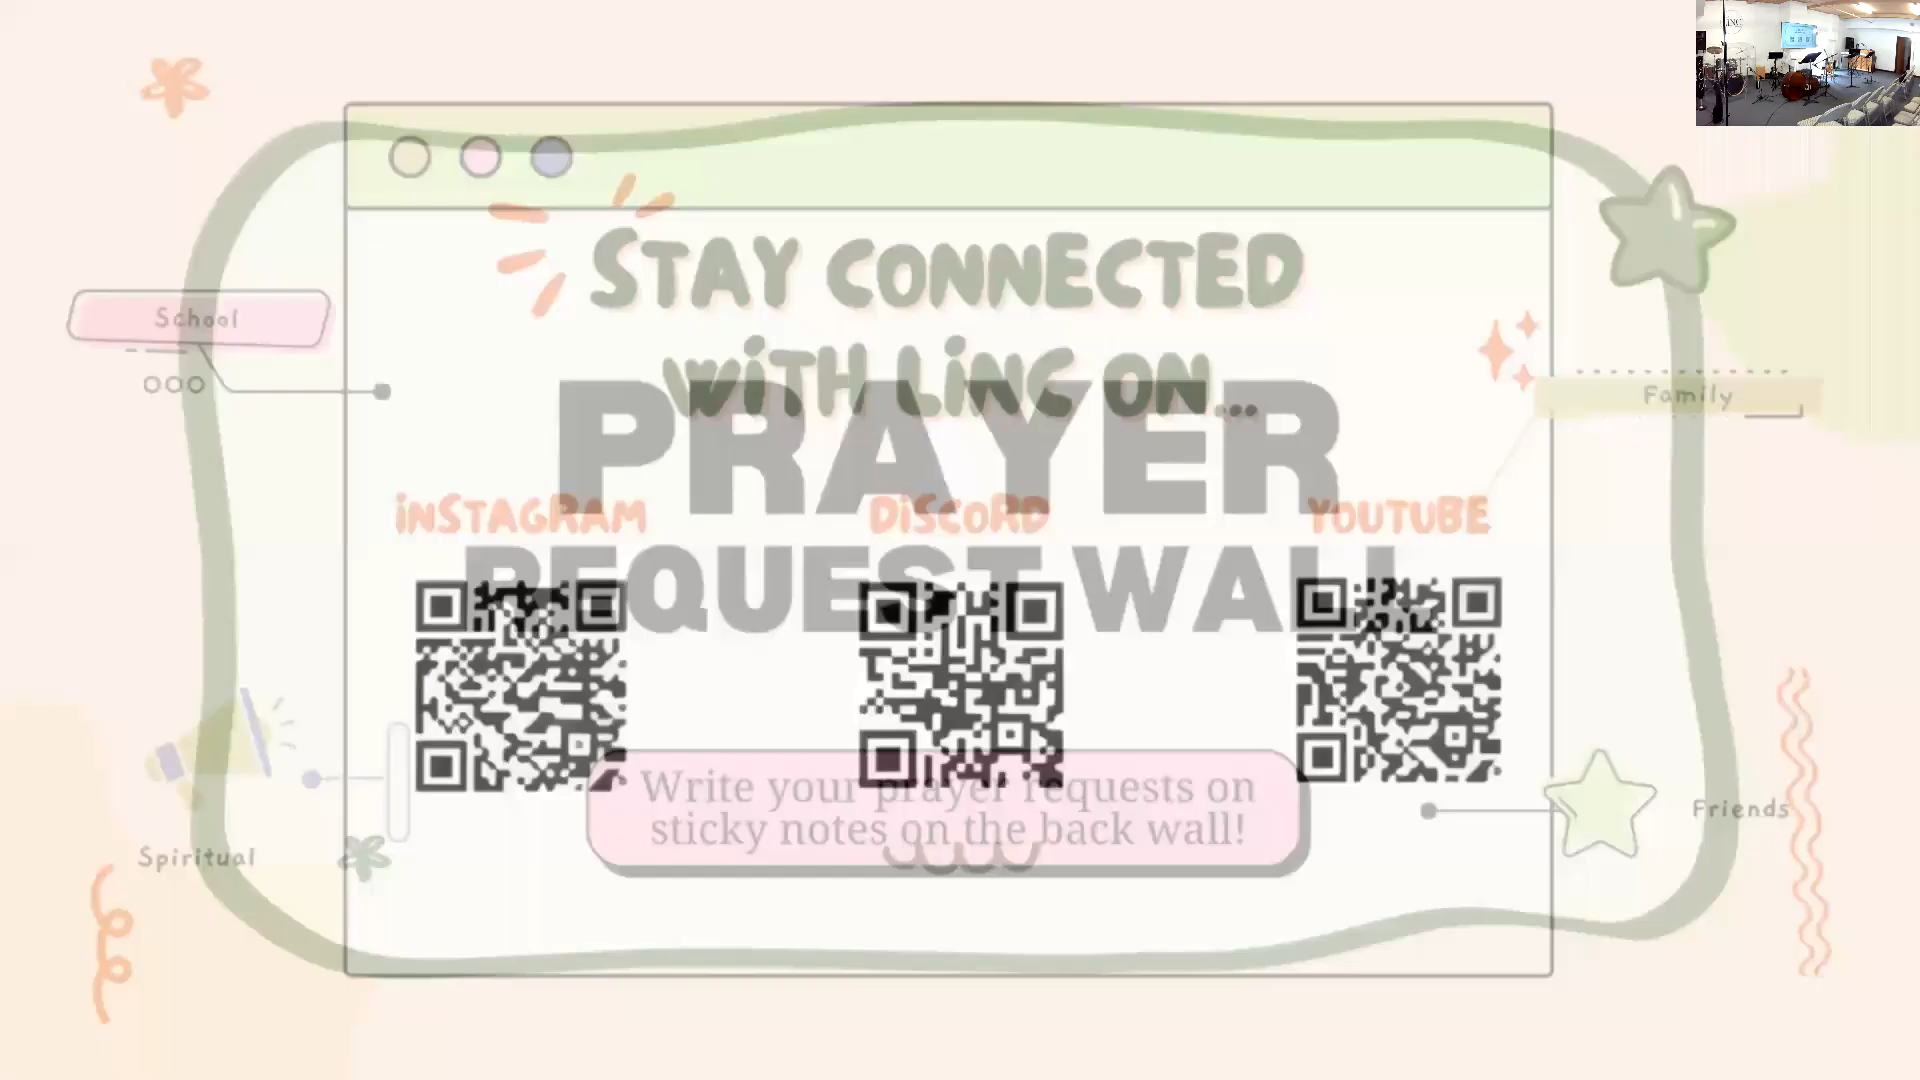 STAY CONNECTED
WiTH LiNC ON...
iNSTAGRAM
DiSCORD
YOUTUBE
PRAYER
REQUEST WALL
Write your prayer requests on
sticky notes on the back wall!
School
Family
Spiritual
Friends